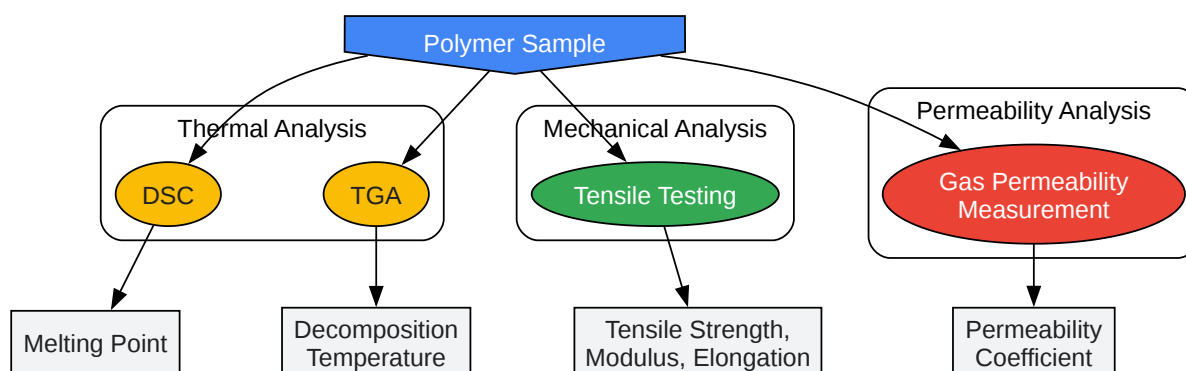 Polymer Sample
Thermal Analysis
Mechanical Analysis
Permeability Analysis
DSC
TGA
Tensile Testing
Gas Permeability
Measurement
Melting Point
Decomposition
Temperature
Tensile Strength,
Modulus, Elongation
Permeability
Coefficient